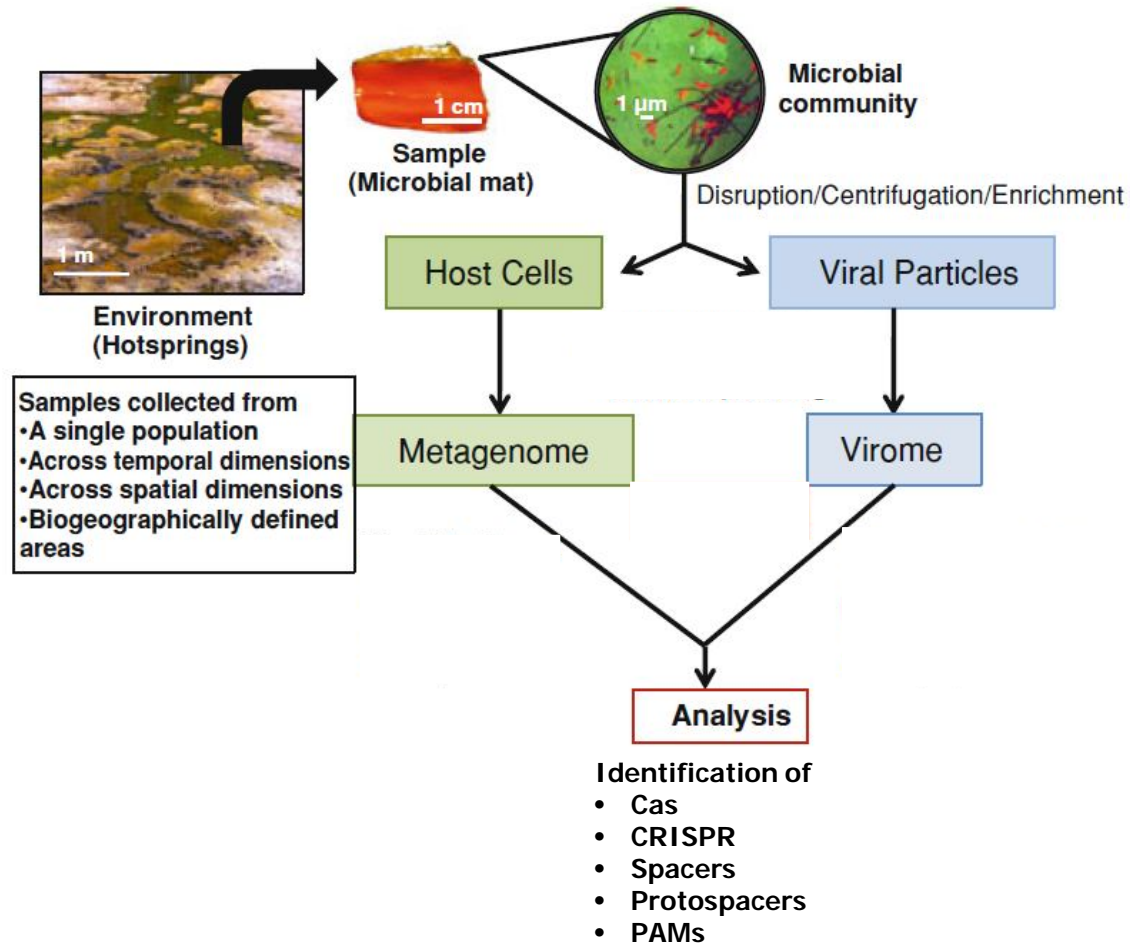 1 m
Environment
(Hotsprings)
1 cm
Sample
(Microbial mat)
1 µm
Microbial
community
Disruption/Centrifugation/Enrichment
Host Cells
Viral Particles
Samples collected from
•A single population
•Across temporal dimensions
•Across spatial dimensions
•Biogeographically defined
areas
Metagenome
Virome
Analysis
Identification of
• Cas
• CRISPR
• Spacers
• Protospacers
• PAMs